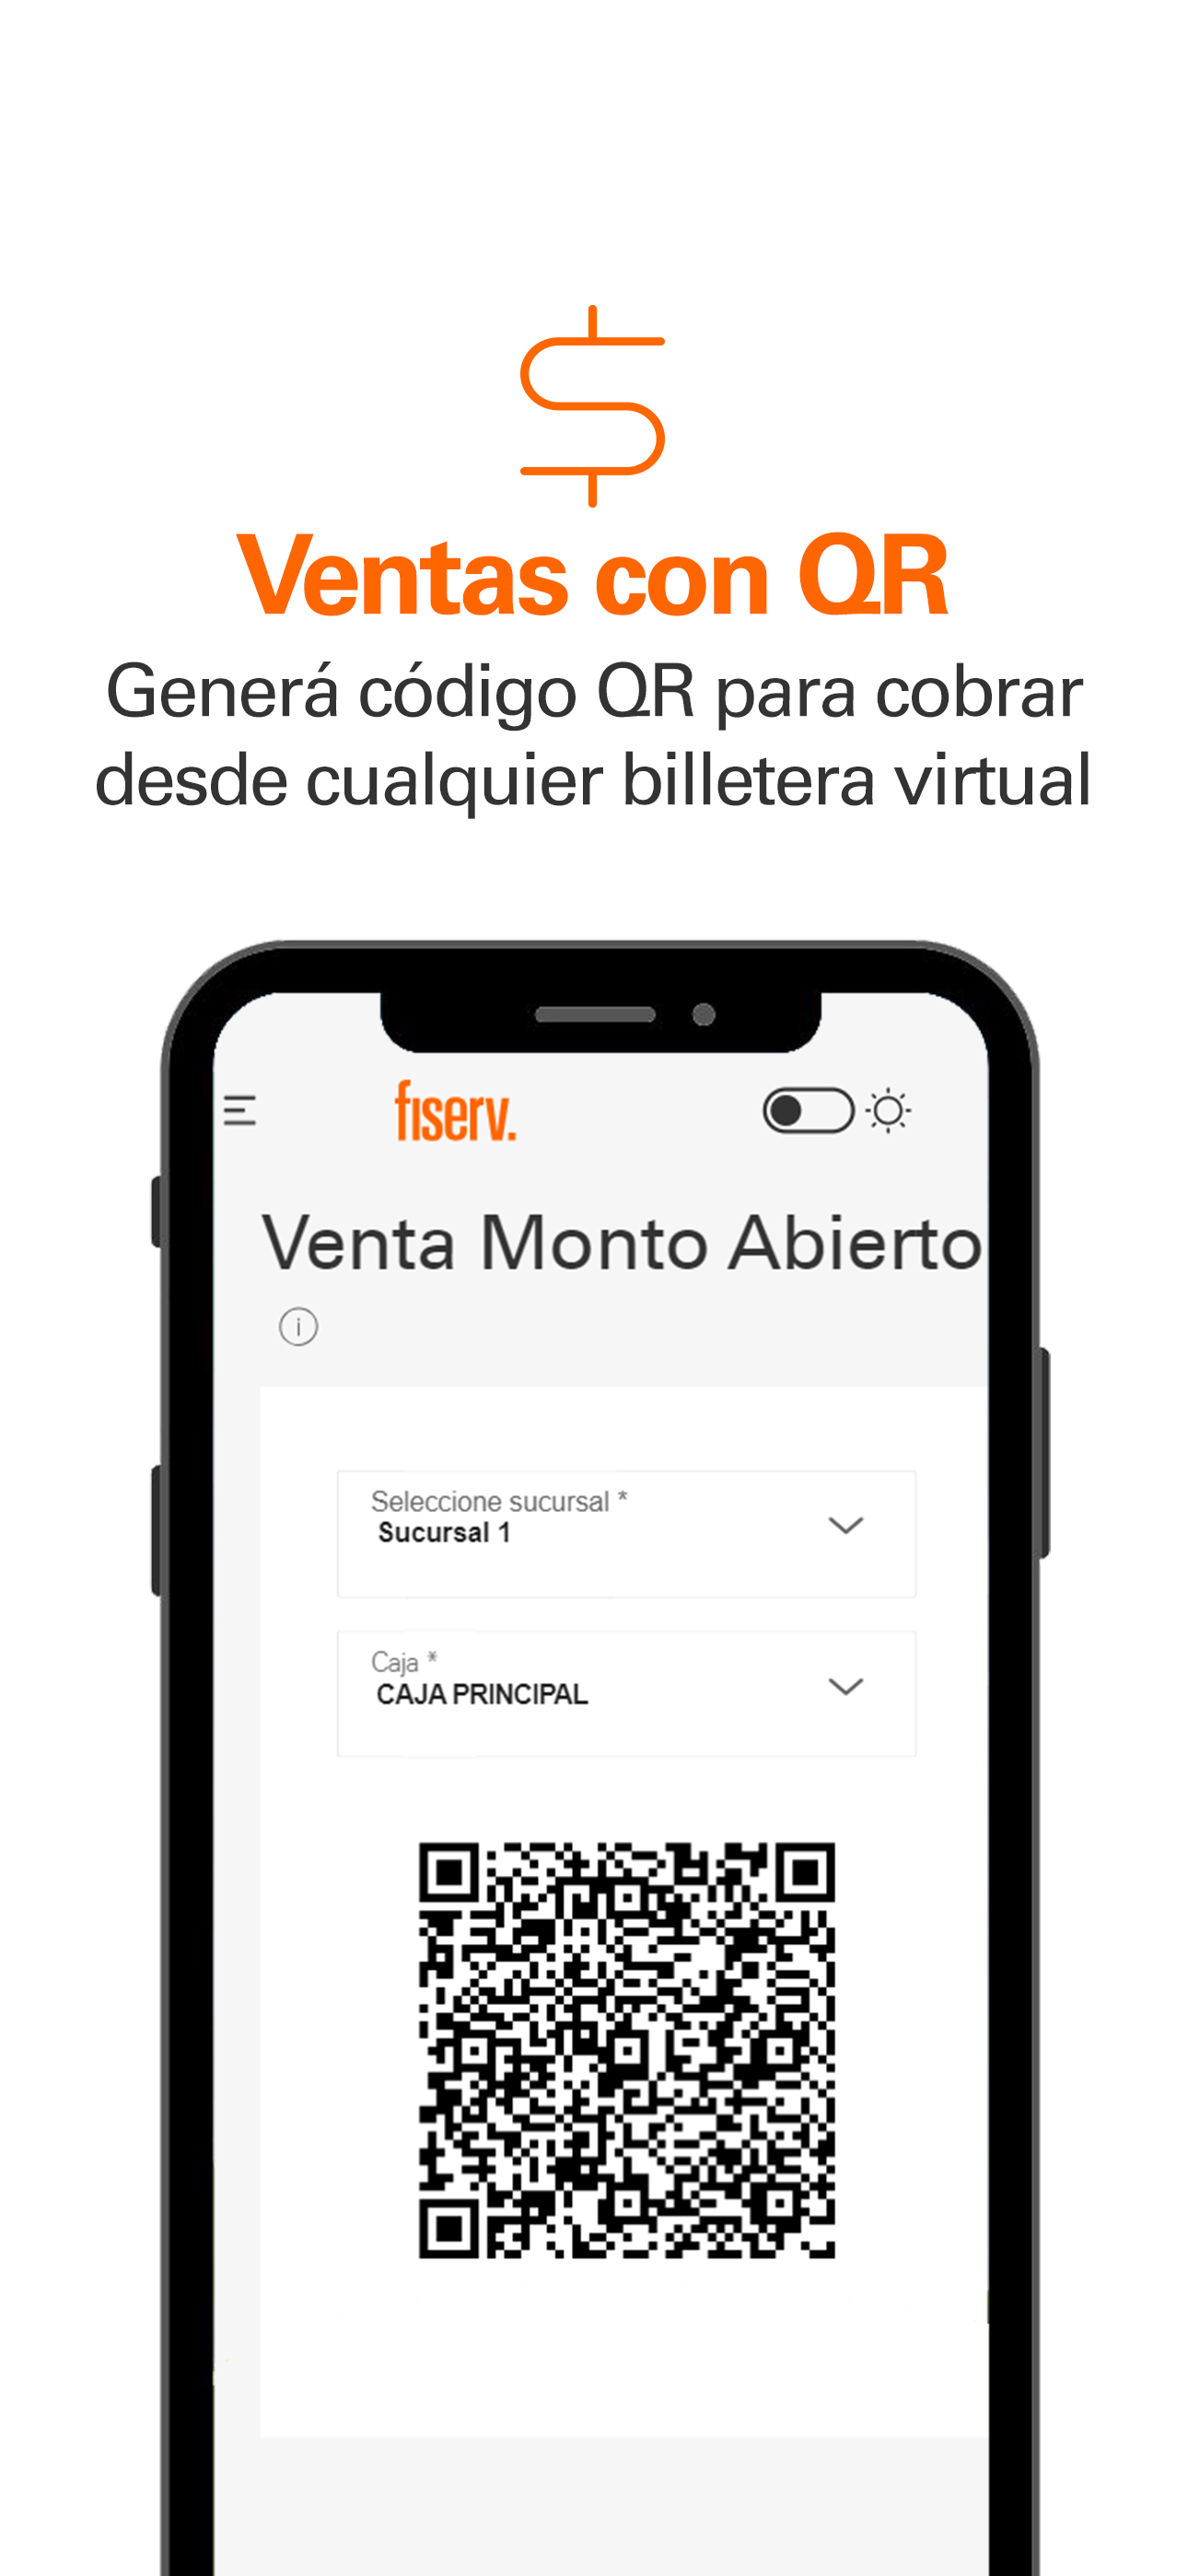 Ventas con QR
Generá código QR para cobrar
desde cualquier billetera virtual
fiserv.
Venta Monto Abierto
i
Seleccione sucursal *
Sucursal 1
Caja *
CAJA PRINCIPAL